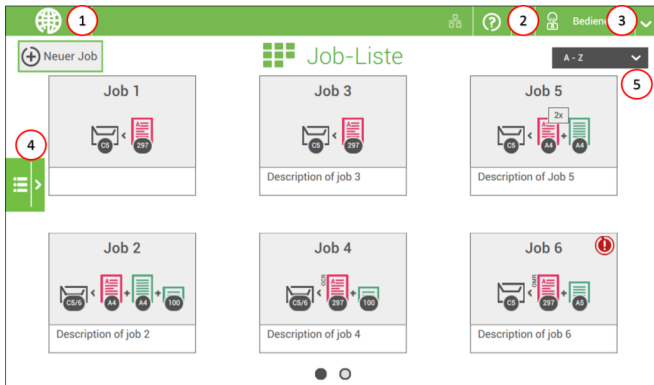 1
2
Bediene
3
Neuer Job
Job-Liste
A - Z
5
Job 1
C5
297
Job 3
C5
297
Description of job 3
Job 5
2x
C5
A4
A4
Description of Job 5
4
Job 2
C5/6
A4
A4
100
Description of job 2
Job 4
OCR
C5/6
297
100
Description of job 4
Job 6
OMR
C5
297
A5
Description of job 6